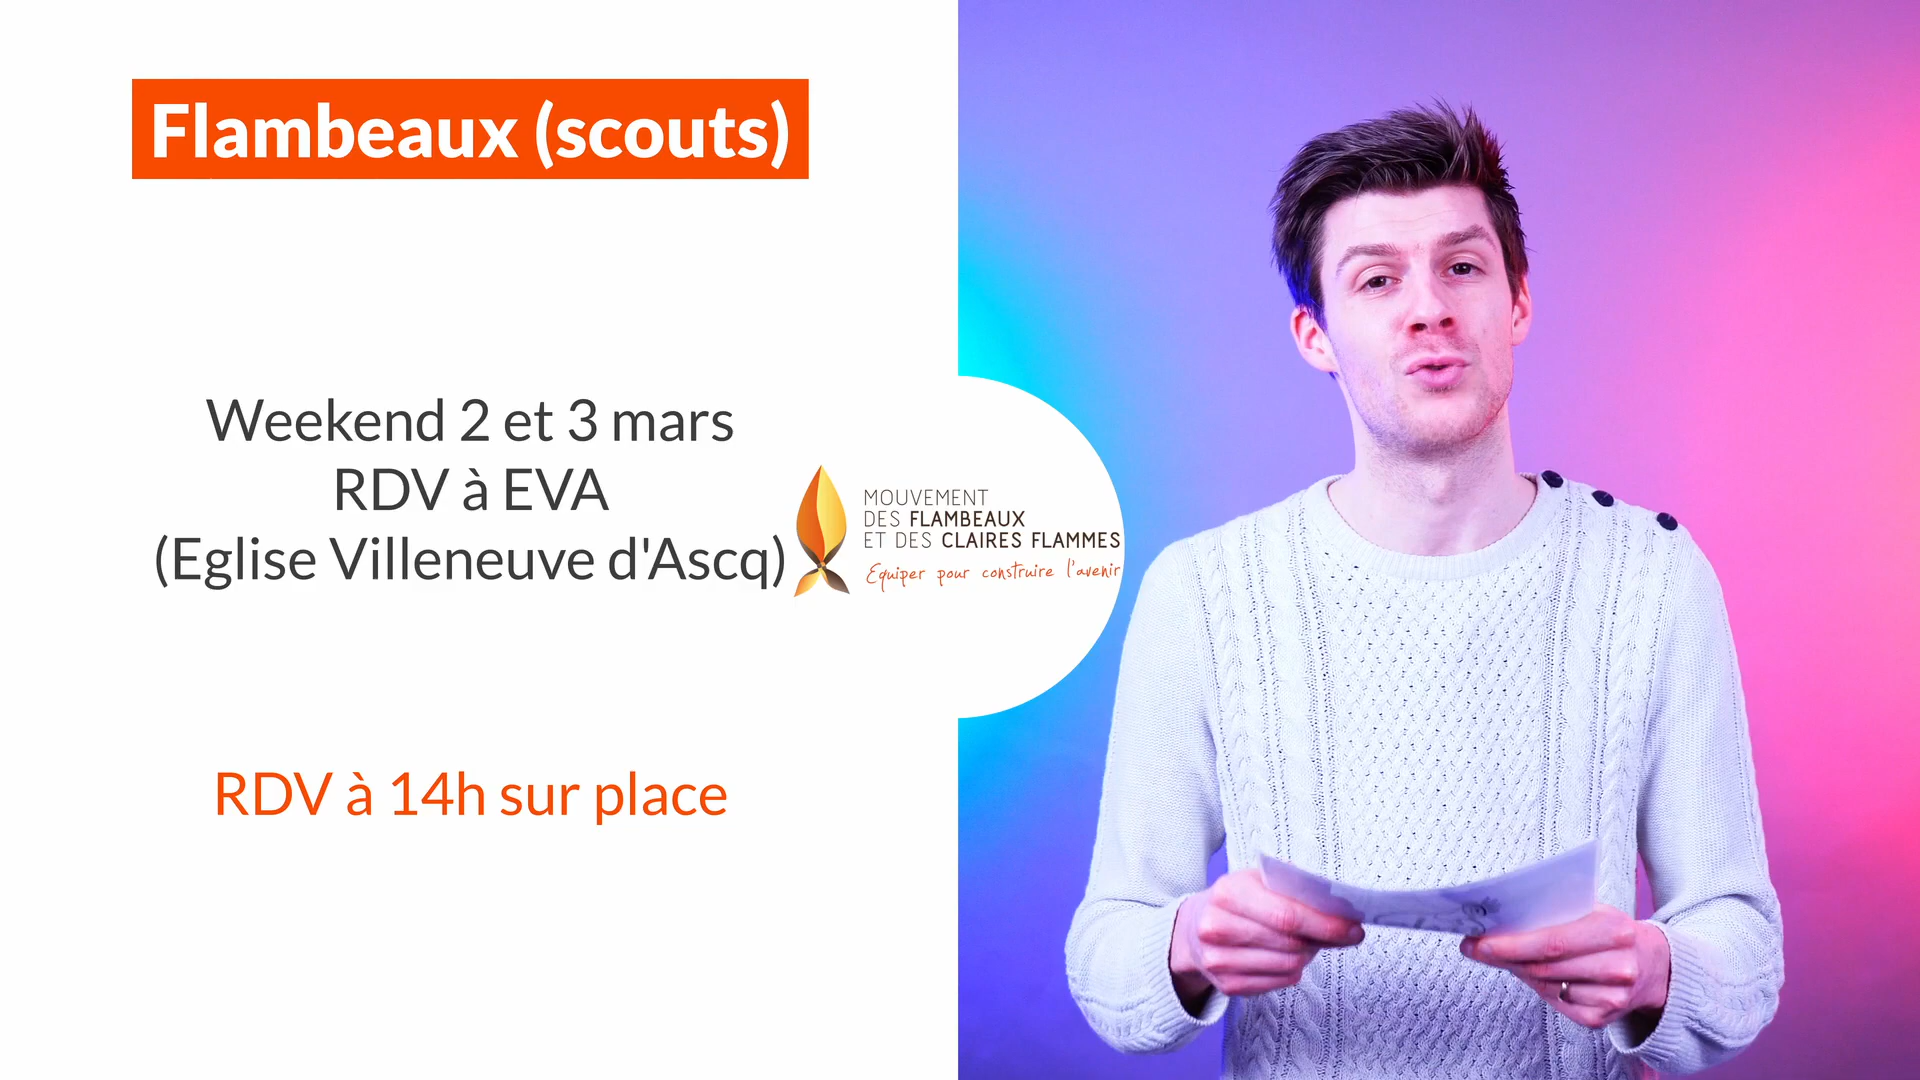 Flambeaux (scouts)
Weekend 2 et 3 mars
RDV à EVA
(Eglise Villeneuve d'Ascq)
MOUVEMENT
DES FLAMBEAUX
ET DES CLAIRES FLAMMES
Equiper pour construire l'avenir
RDV à 14h sur place